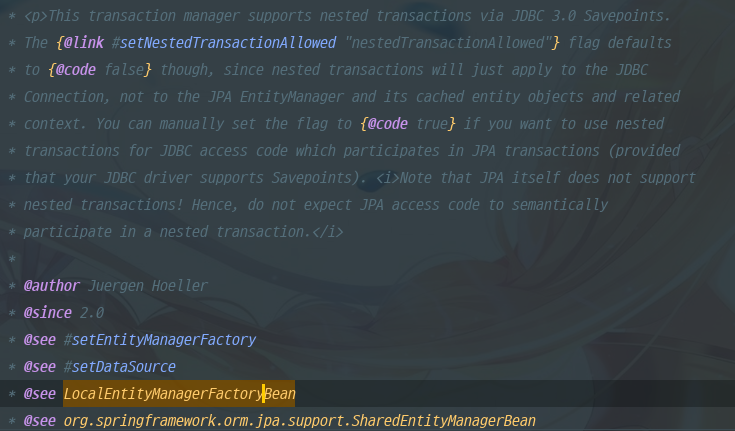 * <p>This transaction manager supports nested transactions via JDBC 3.0 Savepoints.
* The {@link #setNestedTransactionAllowed "nestedTransactionAllowed"} flag defaults
* to {@code false} though, since nested transactions will just apply to the JDBC
* Connection, not to the JPA EntityManager and its cached entity objects and related
* context. You can manually set the flag to {@code true} if you want to use nested
* transactions for JDBC access code which participates in JPA transactions (provided
* that your JDBC driver supports Savepoints). <i>Note that JPA itself does not support
* nested transactions! Hence, do not expect JPA access code to semantically
* participate in a nested transaction.</i>
*
* @author Juergen Hoeller
* @since 2.0
* @see #setEntityManagerFactory
* @see #setDataSource
* @see LocalEntityManagerFactoryBean
* @see org.springframework.orm.jpa.support.SharedEntityManagerBean